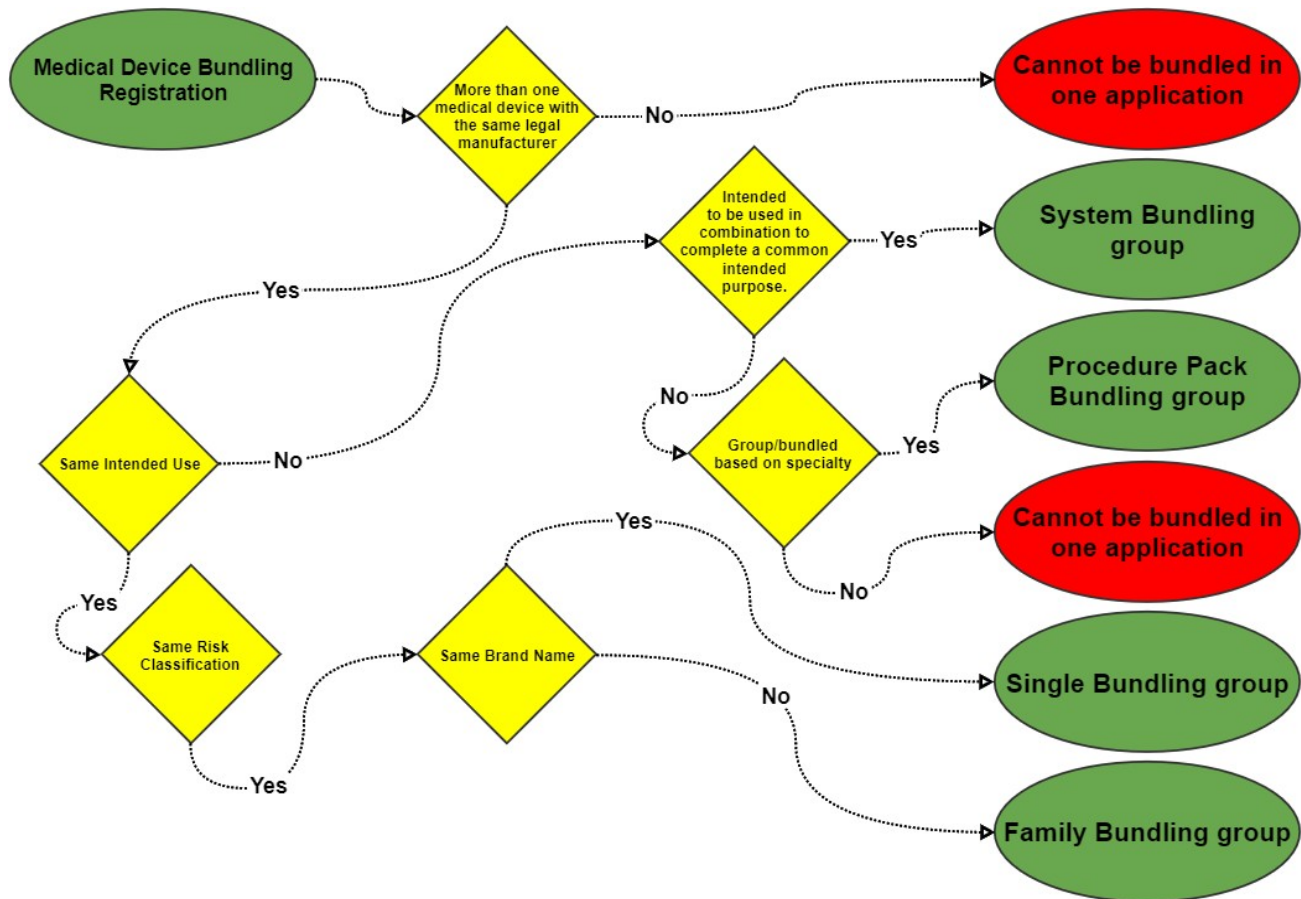 Medical Device Bundling
Registration
More than one
medical device with
the same legal
manufacturer
No
Cannot be bundled in
one application
Intended
to be used in
combination to
complete a common
intended
purpose.
Yes
System Bundling
group
Yes
No
Procedure Pack
Bundling group
Same Intended Use
No
Group/bundled
based on specialty
Yes
Yes
Cannot be bundled in
one application
No
Yes
Same Risk
Classification
Same Brand Name
Single Bundling group
No
Yes
Family Bundling group